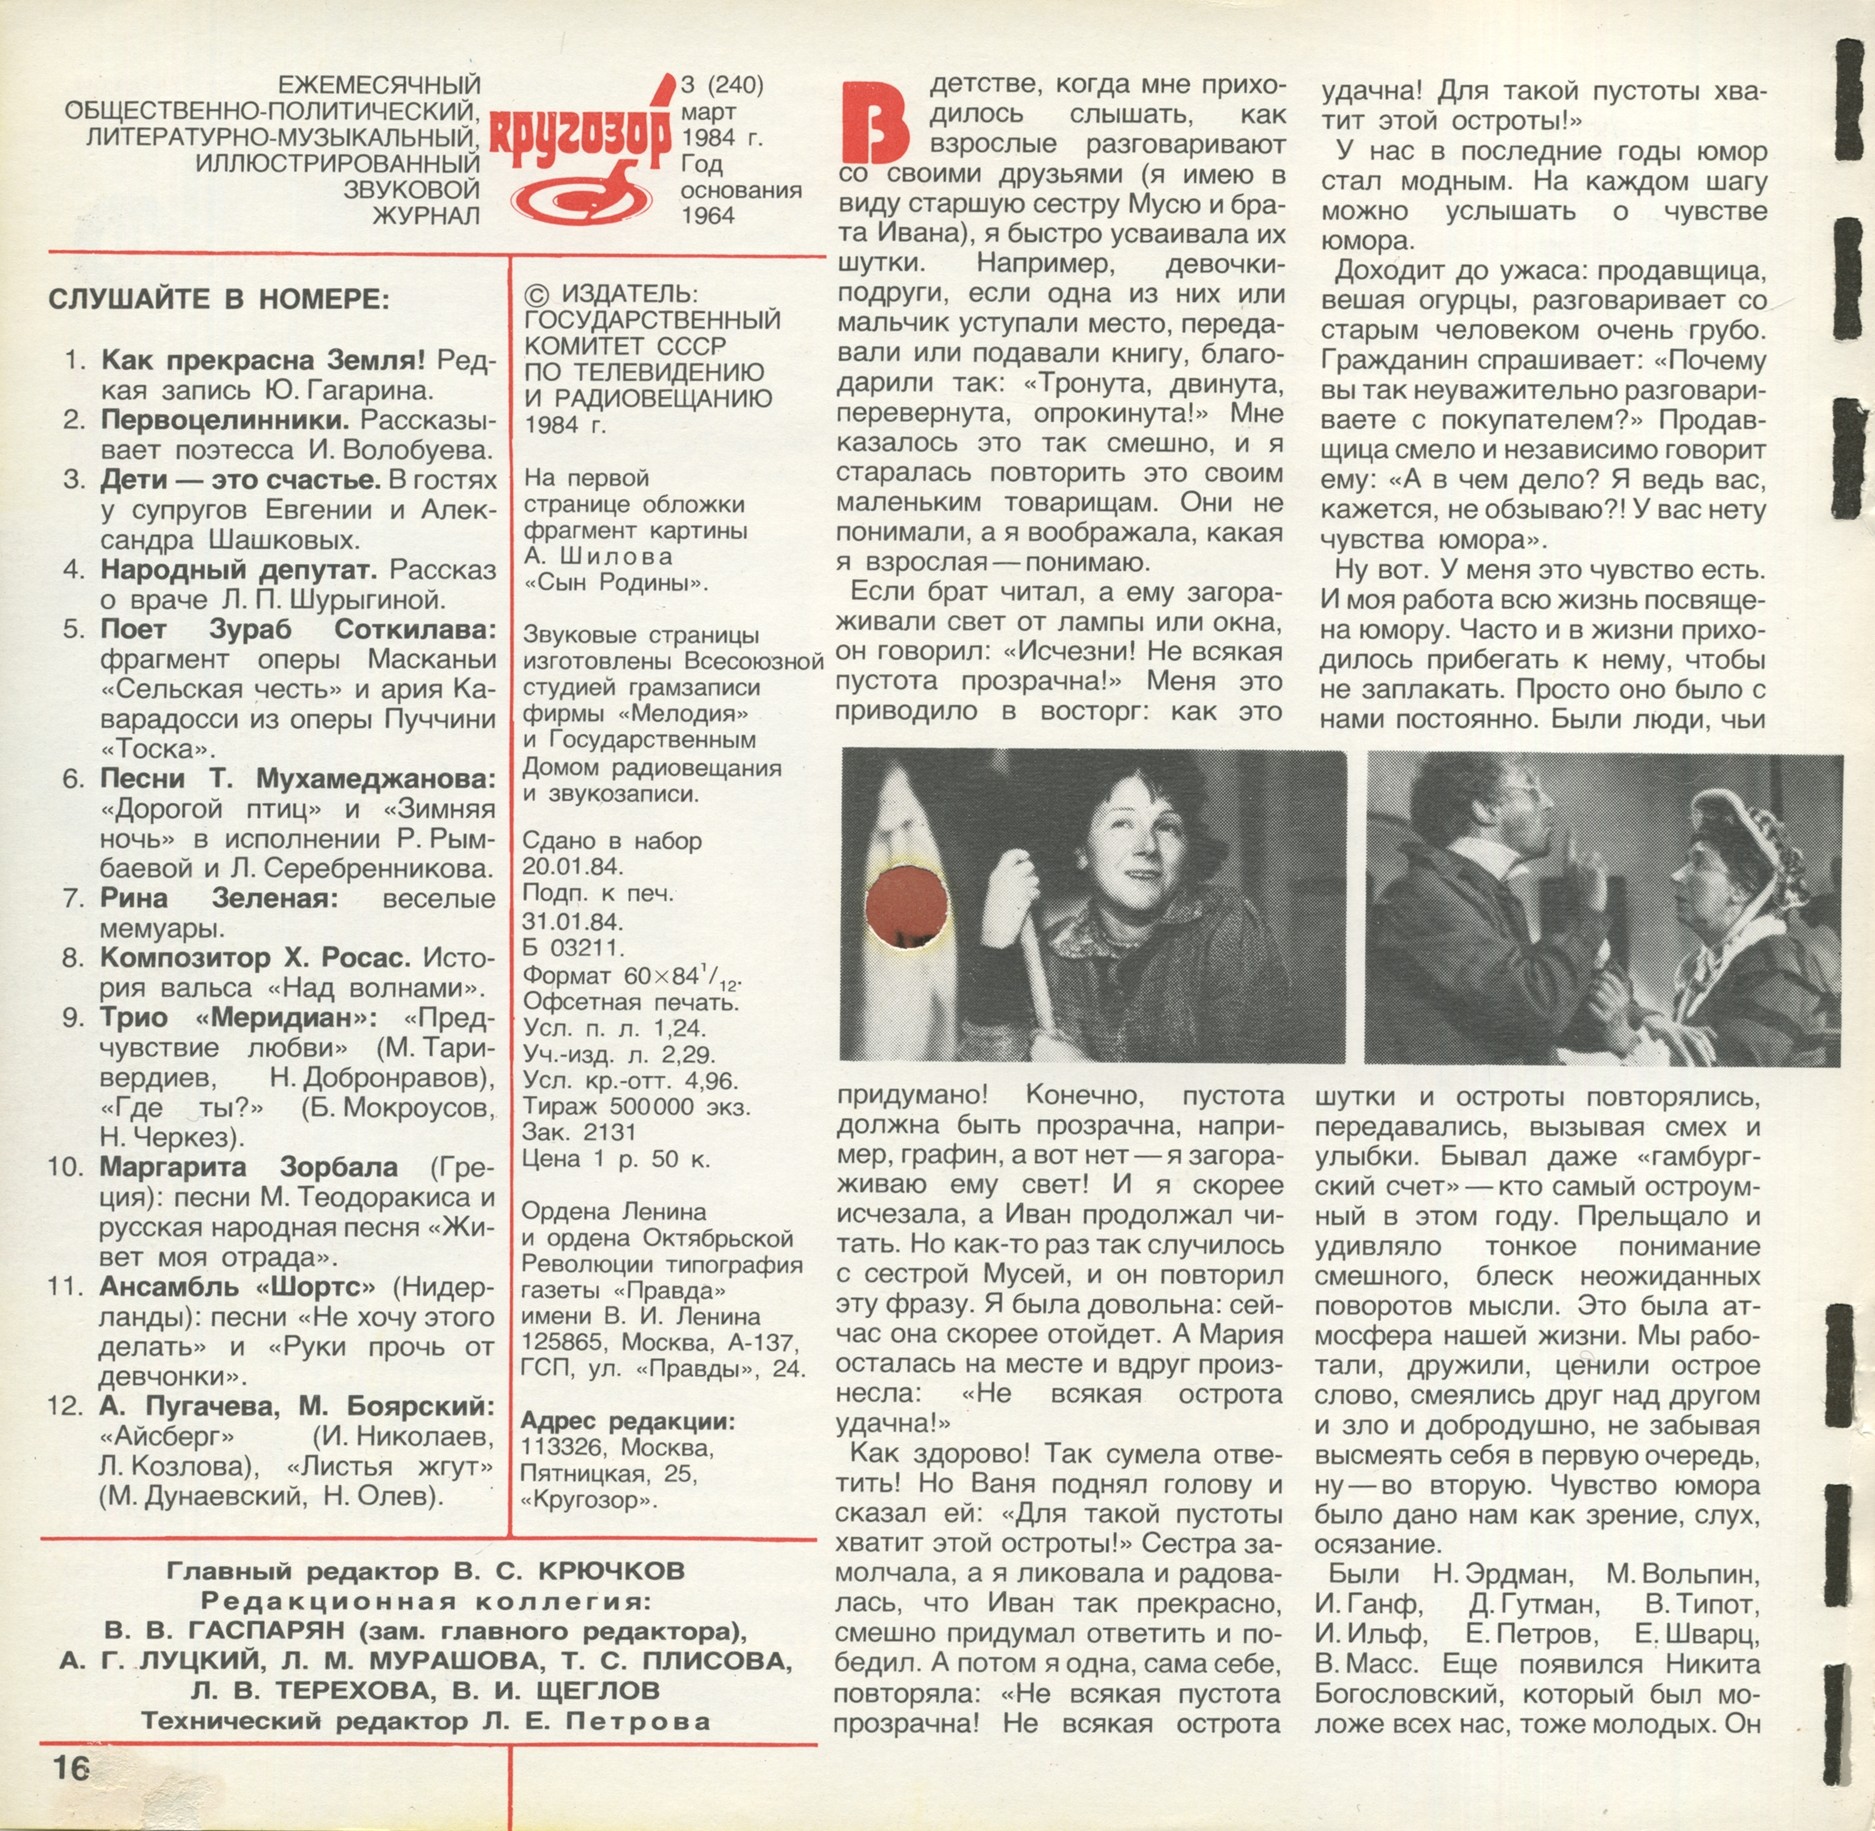 ЕЖЕМЕСЯЧНЫЙ
ОБЩЕСТВЕННО-ПОЛИТИЧЕСКИЙ,
ЛИТЕРАТУРНО-МУЗЫКАЛЬНЫЙ,
ИЛЛЮСТРИРОВАННЫЙ
ЗВУКОВОЙ
ЖУРНАЛ
кругозор
3 (240)
март
1984 г.
Год
основания
1964
СЛУШАЙТЕ В НОМЕРЕ:
1. Как прекрасна Земля! Ред-
кая запись Ю. Гагарина.
2. Первоцелинники. Рассказы-
вает поэтесса И. Волобуева.
3. Дети — это счастье. В гостях
у супругов Евгении и Алек-
сандра Шашковых.
4. Народный депутат. Рассказ
о враче Л. П. Шурыгиной.
5. Поет Зураб Соткилава:
фрагмент оперы Масканьи
«Сельская честь» и ария Ка-
варадосси из оперы Пуччини
«Тоска».
6. Песни Т. Мухамеджанова:
«Дорогой птиц» и «Зимняя
ночь» в исполнении Р. Рым-
баевой и Л. Серебренникова.
7. Рина Зеленая: веселые
мемуары.
8. Композитор Х. Росас. Исто-
рия вальса «Над волнами».
9. Трио «Меридиан»: «Пред-
чувствие любви» (М. Тари-
вердиев, Н. Добронравов),
«Где ты?» (Б. Мокроусов,
Н. Черкез).
10. Маргарита Зорбала (Гре-
ция): песни М. Теодоракиса и
русская народная песня «Жи-
вет моя отрада».
11. Ансамбль «Шортс» (Нидер-
ланды): песни «Не хочу этого
делать» и «Руки прочь от
девчонки».
12. А. Пугачева, М. Боярский:
«Айсберг» (И. Николаев,
Л. Козлова), «Листья жгут»
(М. Дунаевский, Н. Олев).
© ИЗДАТЕЛЬ:
ГОСУДАРСТВЕННЫЙ
КОМИТЕТ СССР
ПО ТЕЛЕВИДЕНИЮ
И РАДИОВЕЩАНИЮ
1984 г.
На первой
странице обложки
фрагмент картины
А. Шилова
«Сын Родины».
Звуковые страницы
изготовлены Всесоюзной
студией грамзаписи
фирмы «Мелодия»
и Государственным
Домом радиовещания
и звукозаписи.
Сдано в набор
20.01.84.
Подп. к печ.
31.01.84.
Б 03211.
Формат 60×84 1/12.
Офсетная печать.
Усл. п. л. 1,24.
Уч.-изд. л. 2,29.
Усл. кр.-отт. 4,96.
Тираж 500000 экз.
Зак. 2131
Цена 1 р. 50 к.
Ордена Ленина
и ордена Октябрьской
Революции типография
газеты «Правда»
имени В. И. Ленина
125865, Москва, А-137,
ГСП, ул. «Правды», 24.
Адрес редакции:
113326, Москва,
Пятницкая, 25,
«Кругозор».
Главный редактор В. С. КРЮЧКОВ
Редакционная коллегия:
В. В. ГАСПАРЯН (зам. главного редактора),
А. Г. ЛУЦКИЙ, Л. М. МУРАШОВА, Т. С. ПЛИСОВА,
Л. В. ТЕРЕХОВА, В. И. ЩЕГЛОВ
Технический редактор Л. Е. Петрова
16
В детстве, когда мне прихо-
дилось слышать, как
взрослые разговаривают
со своими друзьями (я имею в
виду старшую сестру Мусю и бра-
та Ивана), я быстро усваивала их
шутки. Например, девочки-
подруги, если одна из них или
мальчик уступали место, переда-
вали или подавали книгу, благо-
дарили так: «Тронута, двинута,
перевернута, опрокинута!» Мне
казалось это так смешно, и я
старалась повторить это своим
маленьким товарищам. Они не
понимали, а я воображала, какая
я взрослая — понимаю.
Если брат читал, а ему загора-
живали свет от лампы или окна,
он говорил: «Исчезни! Не всякая
пустота прозрачна!» Меня это
приводило в восторг: как это
придумано! Конечно, пустота
должна быть прозрачна, напри-
мер, графин, а вот нет — я загора-
живаю ему свет! И я скорее
исчезала, а Иван продолжал чи-
тать. Но как-то раз так случилось
с сестрой Мусей, и он повторил
эту фразу. Я была довольна: сей-
час она скорее отойдет. А Мария
осталась на месте и вдруг произ-
несла: «Не всякая острота
удачна!»
Как здорово! Так сумела отве-
тить! Но Ваня поднял голову и
сказал ей: «Для такой пустоты
хватит этой остроты!» Сестра за-
молчала, а я ликовала и радова-
лась, что Иван так прекрасно,
смешно придумал ответить и по-
бедил. А потом я одна, сама себе,
повторяла: «Не всякая пустота
прозрачна! Не всякая острота
удачна! Для такой пустоты хва-
тит этой остроты!»
У нас в последние годы юмор
стал модным. На каждом шагу
можно услышать о чувстве
юмора.
Доходит до ужаса: продавщица,
вешая огурцы, разговаривает со
старым человеком очень грубо.
Гражданин спрашивает: «Почему
вы так неуважительно разговари-
ваете с покупателем?» Продав-
щица смело и независимо говорит
ему: «А в чем дело? Я ведь вас,
кажется, не обзываю?! У вас нету
чувства юмора».
Ну вот. У меня это чувство есть.
И моя работа всю жизнь посвяще-
на юмору. Часто и в жизни прихо-
дилось прибегать к нему, чтобы
не заплакать. Просто оно было с
нами постоянно. Были люди, чьи
шутки и остроты повторялись,
передавались, вызывая смех и
улыбки. Бывал даже «гамбург-
ский счет» — кто самый остроум-
ный в этом году. Прельщало и
удивляло тонкое понимание
смешного, блеск неожиданных
поворотов мысли. Это была ат-
мосфера нашей жизни. Мы рабо-
тали, дружили, ценили острое
слово, смеялись друг над другом
и зло и добродушно, не забывая
высмеять себя в первую очередь,
ну — во вторую. Чувство юмора
было дано нам как зрение, слух,
осязание.
Были Н. Эрдман, М. Вольпин,
И. Ганф, Д. Гутман, В. Типот,
И. Ильф, Е. Петров, Е. Шварц,
В. Масс. Еще появился Никита
Богословский, который был мо-
ложе всех нас, тоже молодых. Он